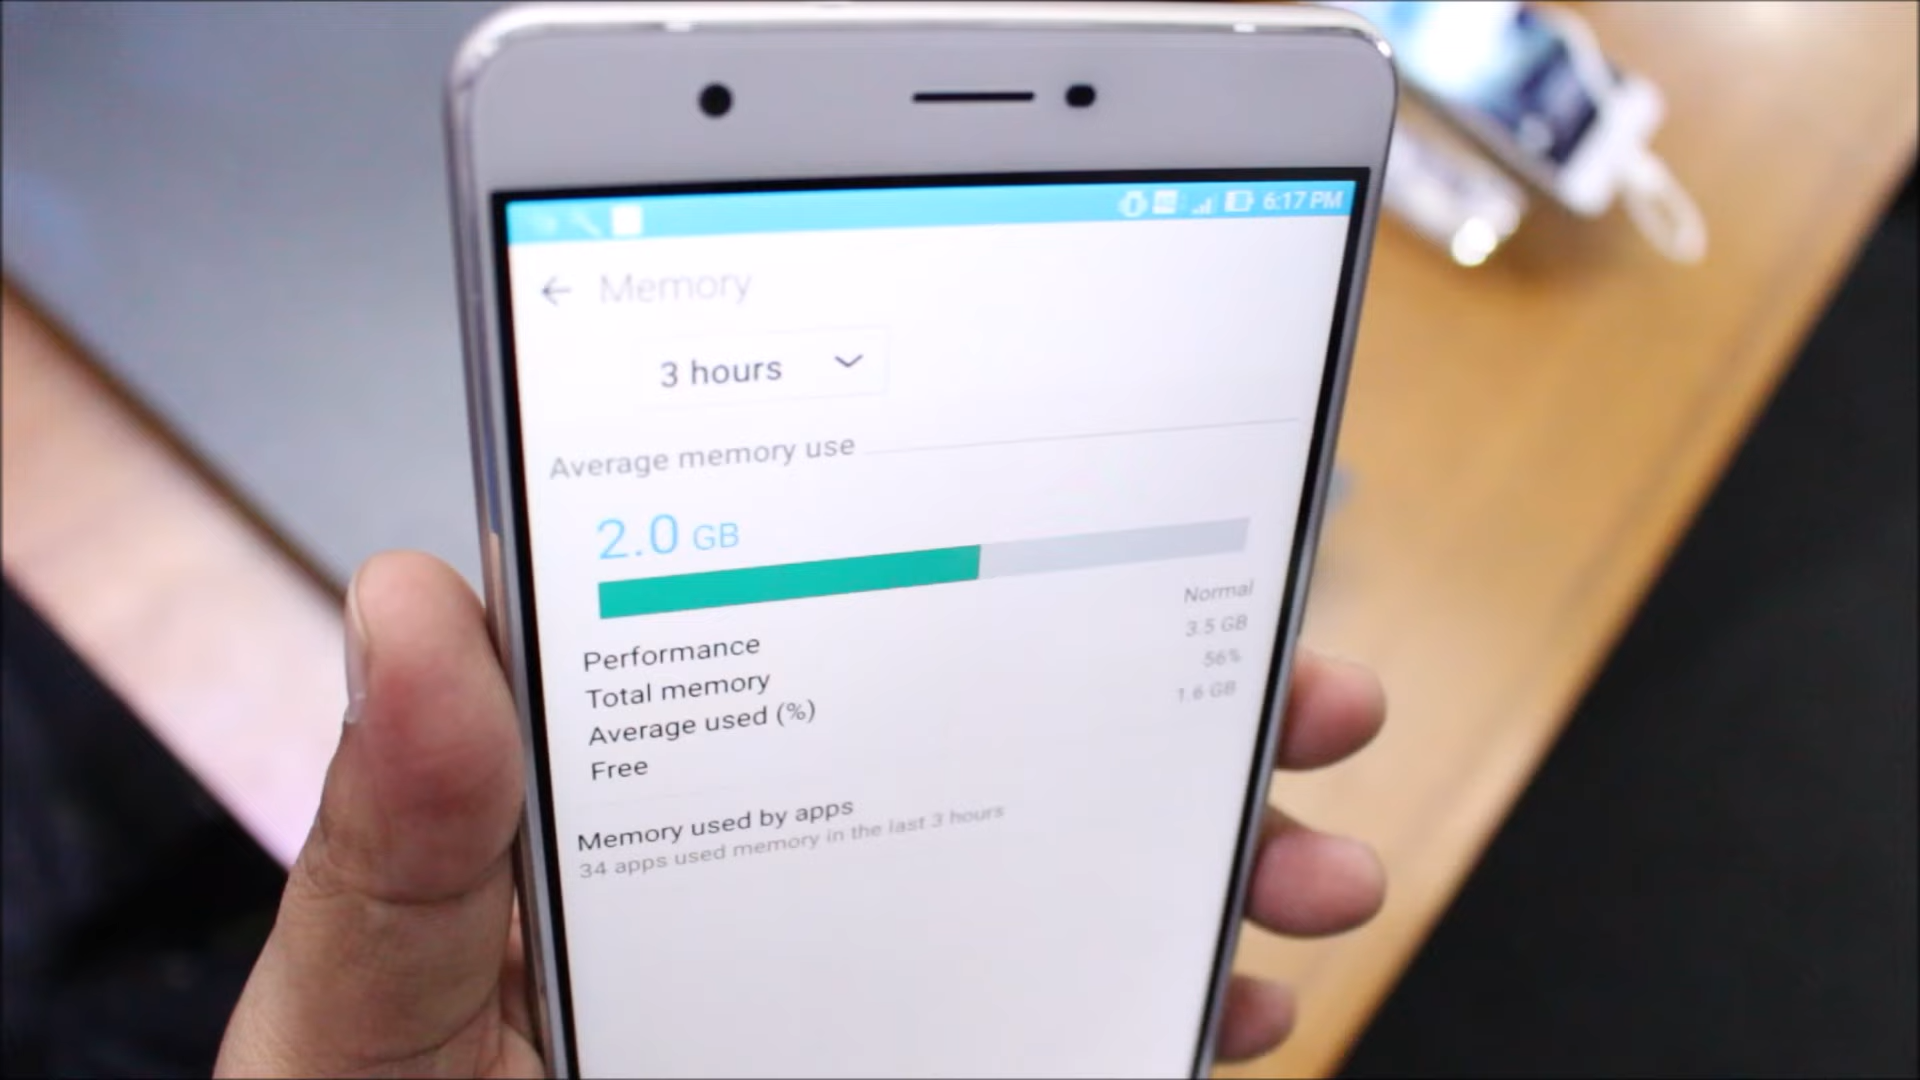 6:17 PM
Memory
3 hours
Average memory use
2.0 GB
Performance Normal
Total memory 3.5 GB
Average used (%) 56%
Free 1.6 GB
Memory used by apps
34 apps used memory in the last 3 hours